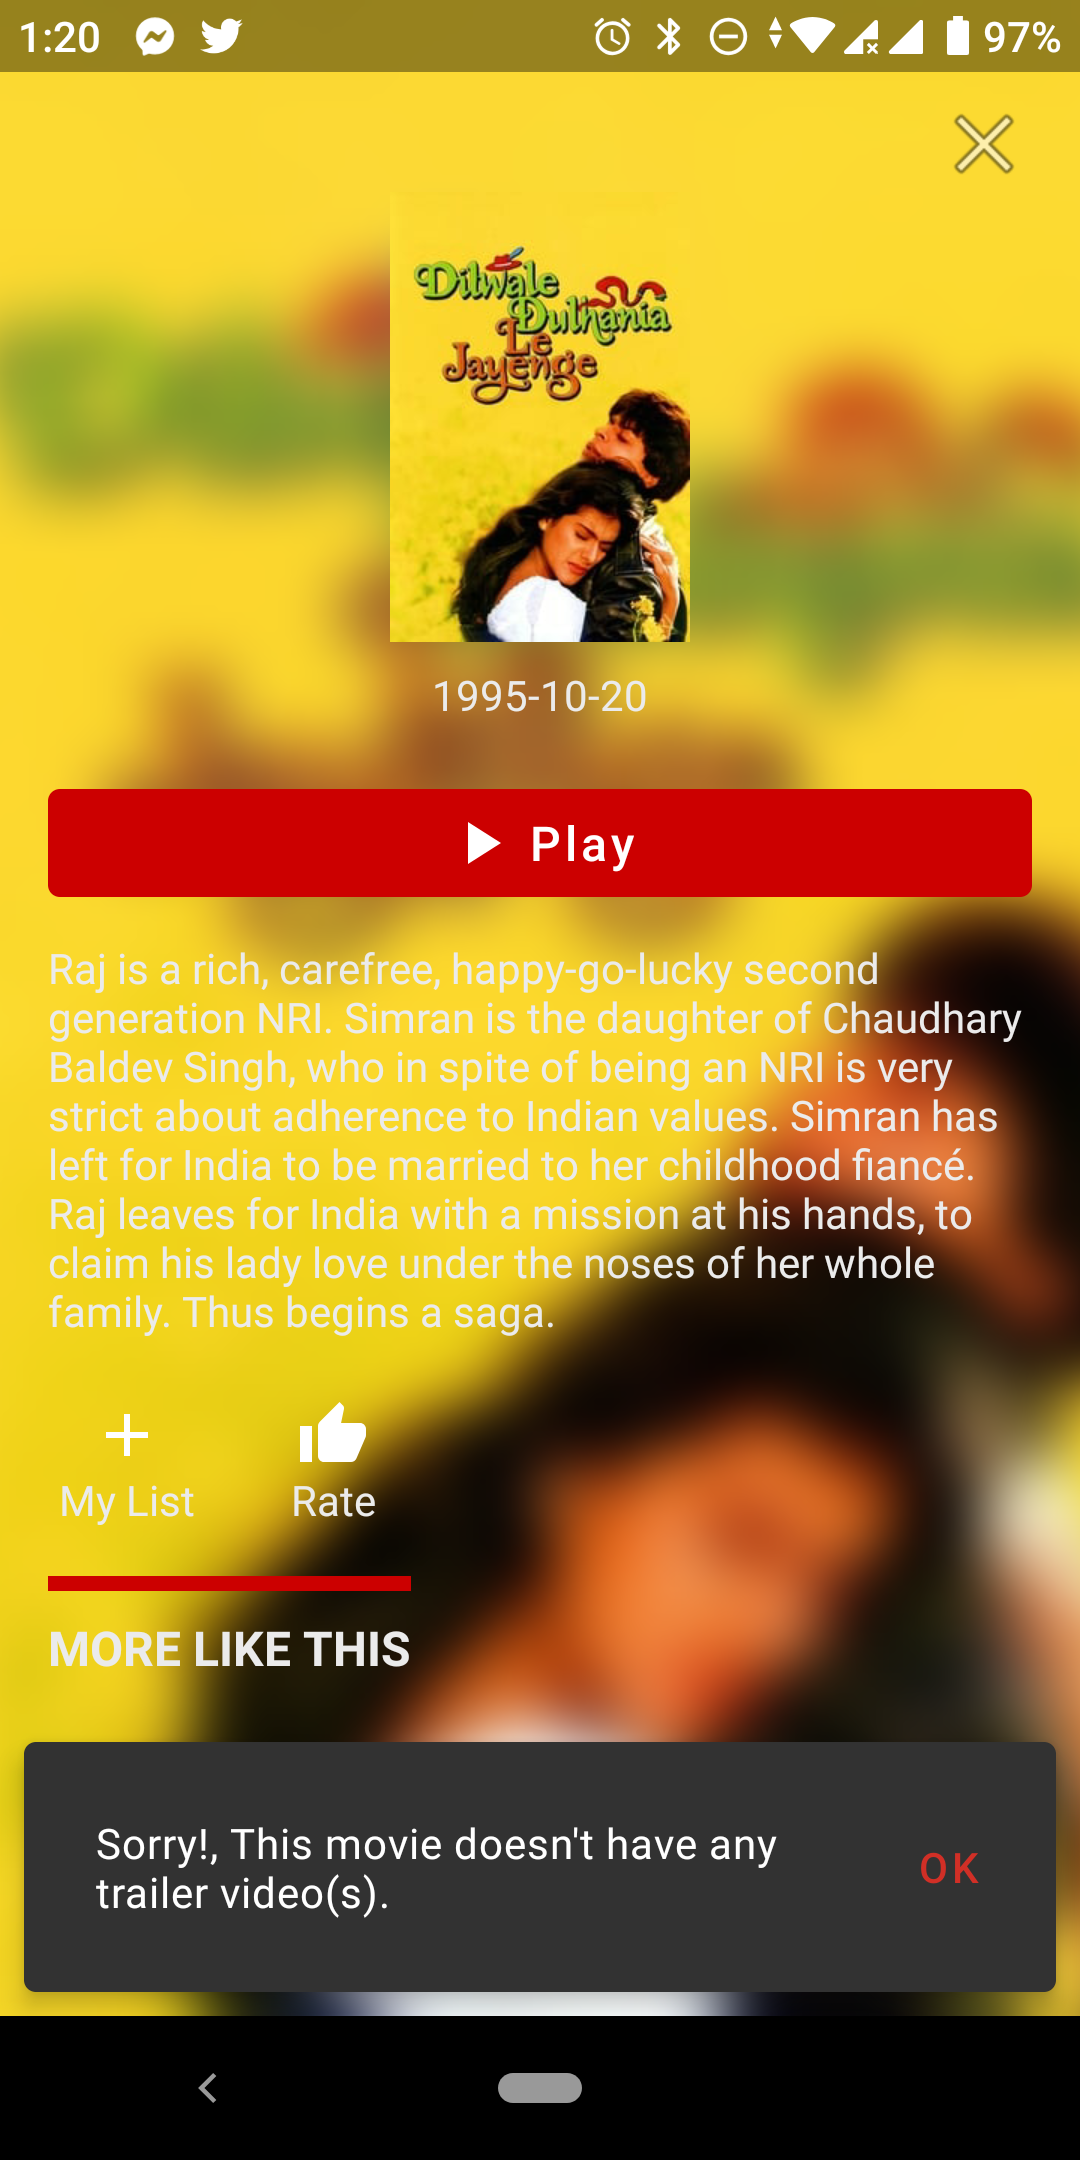 1:20
97%
Dilwale
Dulhania
Le
Jayenge
1995-10-20
Play
Raj is a rich, carefree, happy-go-lucky second
generation NRI. Simran is the daughter of Chaudhary
Baldev Singh, who in spite of being an NRI is very
strict about adherence to Indian values. Simran has
left for India to be married to her childhood fiancé.
Raj leaves for India with a mission at his hands, to
claim his lady love under the noses of her whole
family. Thus begins a saga.
My List
Rate
MORE LIKE THIS
Sorry!, This movie doesn't have any
trailer video(s).
OK